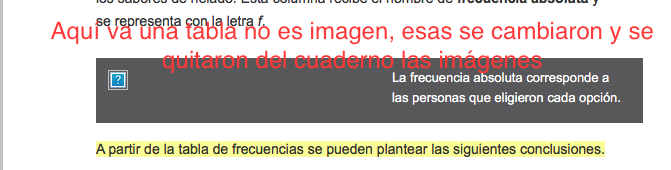 los sabores de helado. Esta columna recibe el nombre de frecuencia absoluta y
se representa con la letra f.
Aquí va una tabla no es imagen, esas se cambiaron y se
quitaron del cuaderno las imágenes
La frecuencia absoluta corresponde a
las personas que eligieron cada opción.
A partir de la tabla de frecuencias se pueden plantear las siguientes conclusiones.